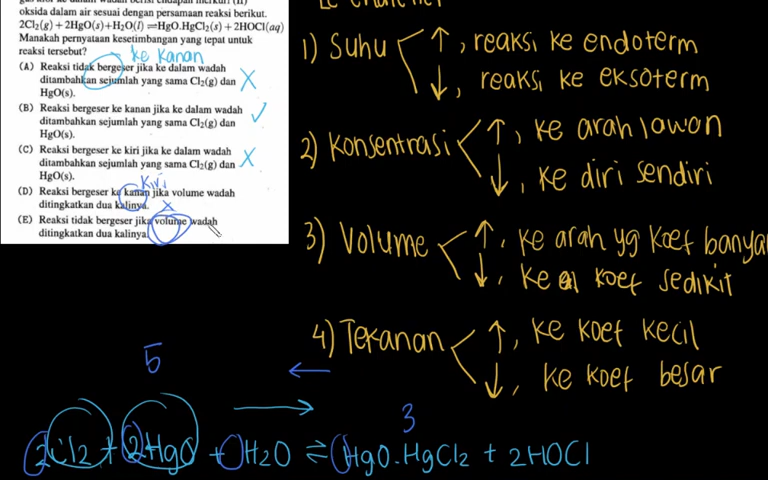 oksida dalam air sesuai dengan persamaan reaksi berikut.
2Cl₂(g) + 2HgO(s)+H₂O(l) ⇌HgO.HgCl₂(s) + 2HOCl(aq)
Manakah pernyataan kesetimbangan yang tepat untuk
reaksi tersebut?
ke kanan
(A) Reaksi tidak bergeser jika ke dalam wadah
ditambahkan sejumlah yang sama Cl₂(g) dan
HgO(s).
X
(B) Reaksi bergeser ke kanan jika ke dalam wadah
ditambahkan sejumlah yang sama Cl₂(g) dan
HgO(s).
✓
(C) Reaksi bergeser ke kiri jika ke dalam wadah
ditambahkan sejumlah yang sama Cl₂(g) dan
HgO(s).
X
kiri
(D) Reaksi bergeser ke kanan jika volume wadah
ditingkatkan dua kalinya.
X
(E) Reaksi tidak bergeser jika volume wadah
ditingkatkan dua kalinya.
1) Suhu
↑, reaksi ke endoterm
↓, reaksi ke eksoterm
2) Konsentrasi
↑, ke arah lawan
↓, ke diri sendiri
3) Volume
↑, ke arah yg koef banya
↓, ke koef sedikit
4) Tekanan
↑, ke koef kecil
↓, ke koef besar
5
←
→
3
2Cl2 + 2HgO + H2O ⇌ HgO.HgCl2 + 2HOCl